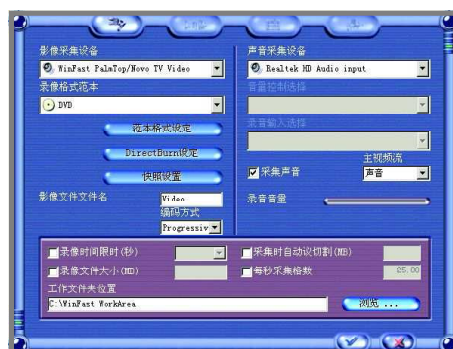 影像采集设备
WinFast PalmTop/Novo TV Video
录像格式范本
DVD
范本格式设定
DirectBurn设定
快照设置
影像文件文件名
Video
编码方式
Progressiv
声音采集设备
Realtek HD Audio input
音量控制选择
录音输入选择
主视频流
采集声音
声音
录音音量
录像时间限时(秒)
采集时自动议切割(MB)
录像文件大小(MB)
每秒采集格数
25.00
工作文件夹位置
C:\WinFast WorkArea
浏览 ...